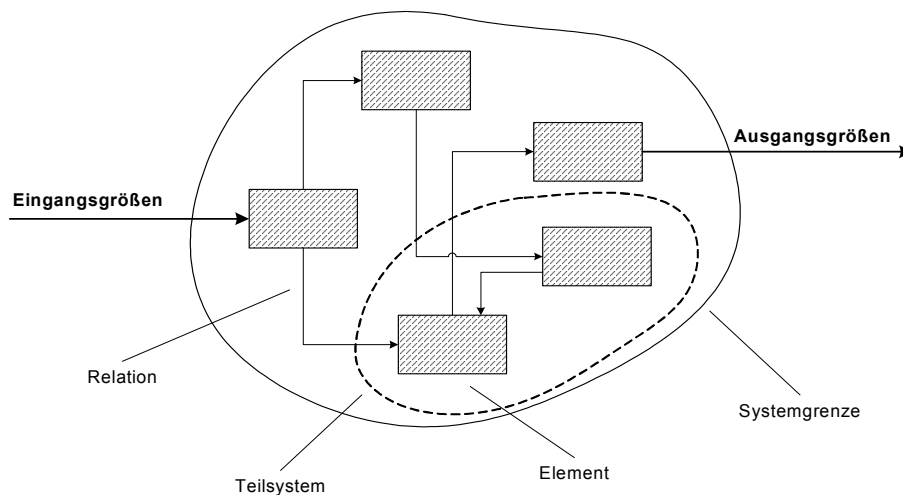 Ausgangsgrößen
Eingangsgrößen
Relation
Systemgrenze
Teilsystem
Element